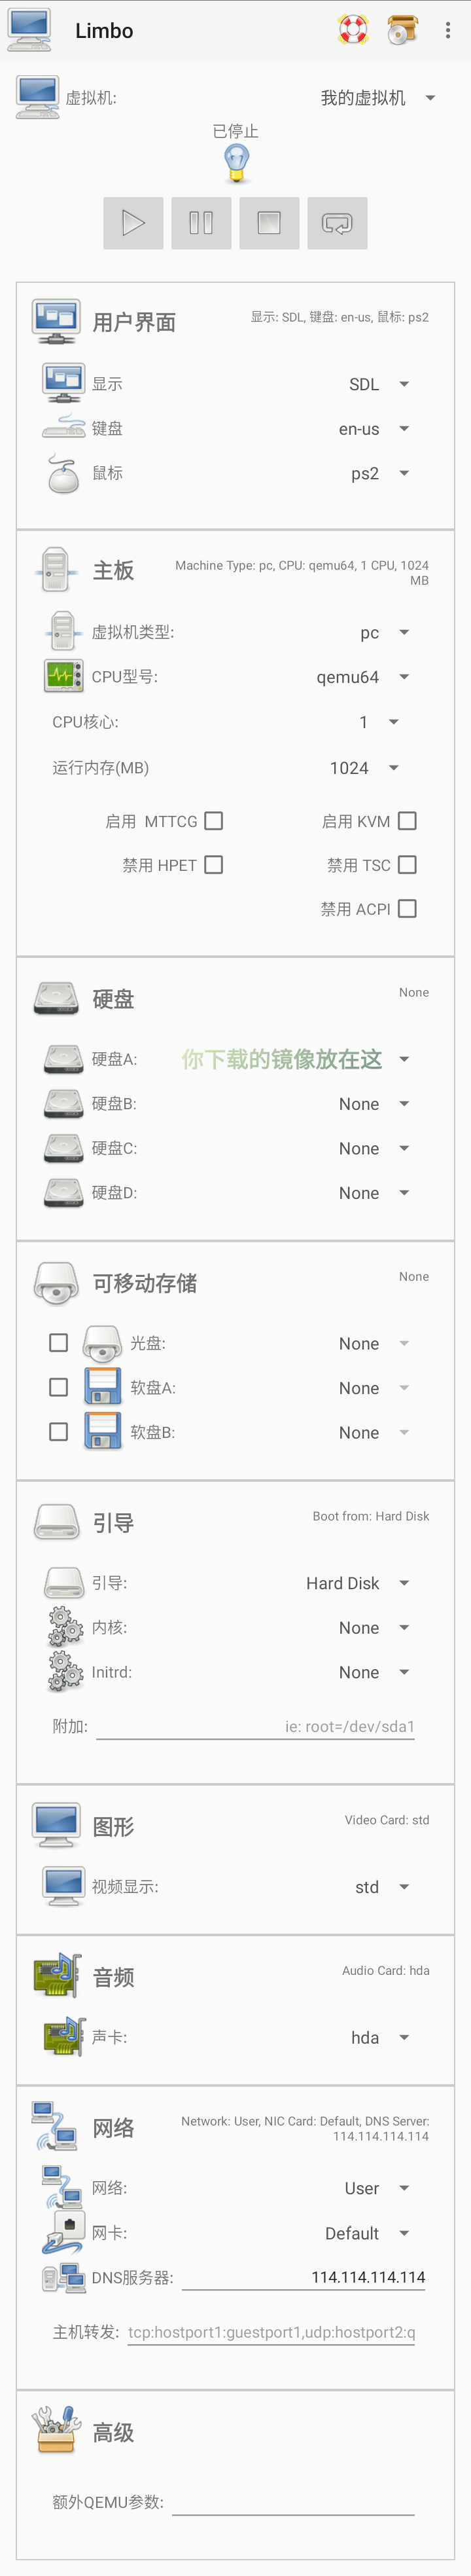 Limbo
虚拟机: 我的虚拟机
已停止
用户界面 显示: SDL, 键盘: en-us, 鼠标: ps2
显示 SDL
键盘 en-us
鼠标 ps2
主板 Machine Type: pc, CPU: qemu64, 1 CPU, 1024
MB
虚拟机类型: pc
CPU型号: qemu64
CPU核心: 1
运行内存(MB) 1024
启用 MTTCG 启用 KVM
禁用 HPET 禁用 TSC
禁用 ACPI
硬盘 None
硬盘A: 你下载的镜像放在这
硬盘B: None
硬盘C: None
硬盘D: None
可移动存储 None
光盘: None
软盘A: None
软盘B: None
引导 Boot from: Hard Disk
引导: Hard Disk
内核: None
Initrd: None
附加: ie: root=/dev/sda1
图形 Video Card: std
视频显示: std
音频 Audio Card: hda
声卡: hda
网络 Network: User, NIC Card: Default, DNS Server:
114.114.114.114
网络: User
网卡: Default
DNS服务器: 114.114.114.114
主机转发: tcp:hostport1:guestport1,udp:hostport2:q
高级
额外QEMU参数: